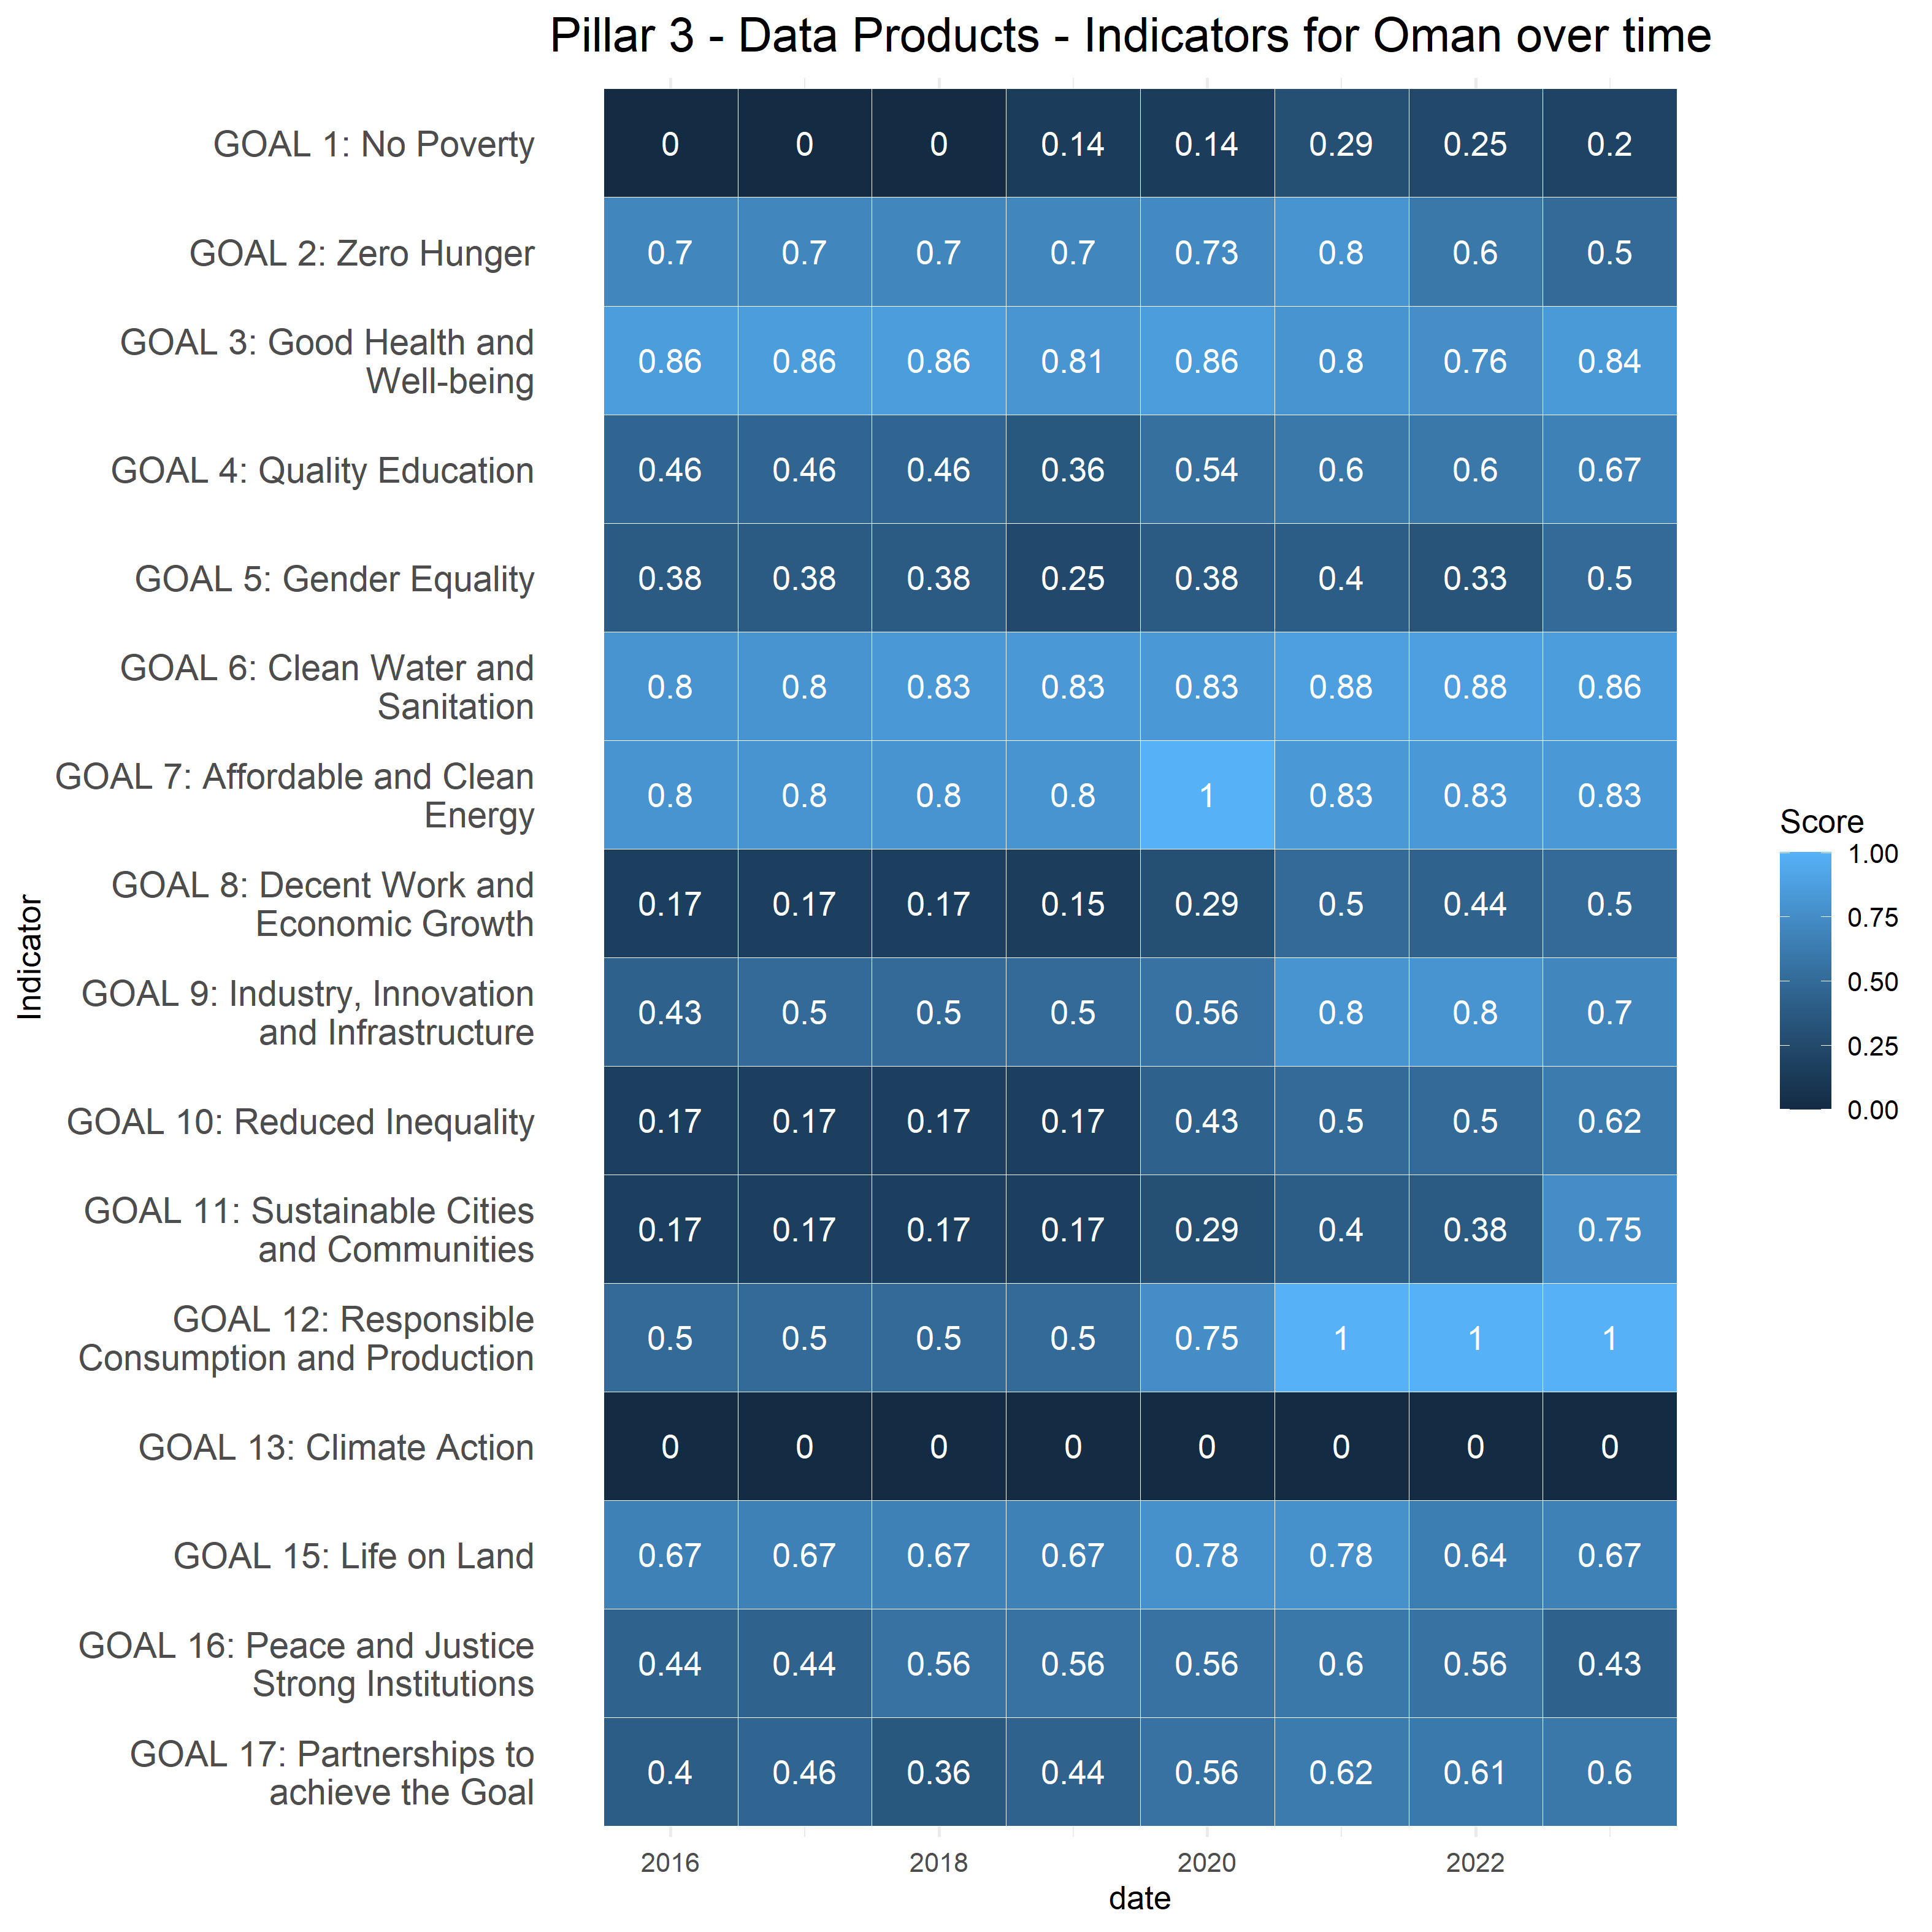 Pillar 3 - Data Products - Indicators for Oman over time
Indicator
GOAL 1: No Poverty 0 0 0 0.14 0.14 0.29 0.25 0.2
GOAL 2: Zero Hunger 0.7 0.7 0.7 0.7 0.73 0.8 0.6 0.5
GOAL 3: Good Health and
Well-being 0.86 0.86 0.86 0.81 0.86 0.8 0.76 0.84
GOAL 4: Quality Education 0.46 0.46 0.46 0.36 0.54 0.6 0.6 0.67
GOAL 5: Gender Equality 0.38 0.38 0.38 0.25 0.38 0.4 0.33 0.5
GOAL 6: Clean Water and
Sanitation 0.8 0.8 0.83 0.83 0.83 0.88 0.88 0.86
GOAL 7: Affordable and Clean
Energy 0.8 0.8 0.8 0.8 1 0.83 0.83 0.83
GOAL 8: Decent Work and
Economic Growth 0.17 0.17 0.17 0.15 0.29 0.5 0.44 0.5
GOAL 9: Industry, Innovation
and Infrastructure 0.43 0.5 0.5 0.5 0.56 0.8 0.8 0.7
GOAL 10: Reduced Inequality 0.17 0.17 0.17 0.17 0.43 0.5 0.5 0.62
GOAL 11: Sustainable Cities
and Communities 0.17 0.17 0.17 0.17 0.29 0.4 0.38 0.75
GOAL 12: Responsible
Consumption and Production 0.5 0.5 0.5 0.5 0.75 1 1 1
GOAL 13: Climate Action 0 0 0 0 0 0 0 0
GOAL 15: Life on Land 0.67 0.67 0.67 0.67 0.78 0.78 0.64 0.67
GOAL 16: Peace and Justice
Strong Institutions 0.44 0.44 0.56 0.56 0.56 0.6 0.56 0.43
GOAL 17: Partnerships to
achieve the Goal 0.4 0.46 0.36 0.44 0.56 0.62 0.61 0.6
2016 2018 2020 2022
date
Score
1.00
0.75
0.50
0.25
0.00